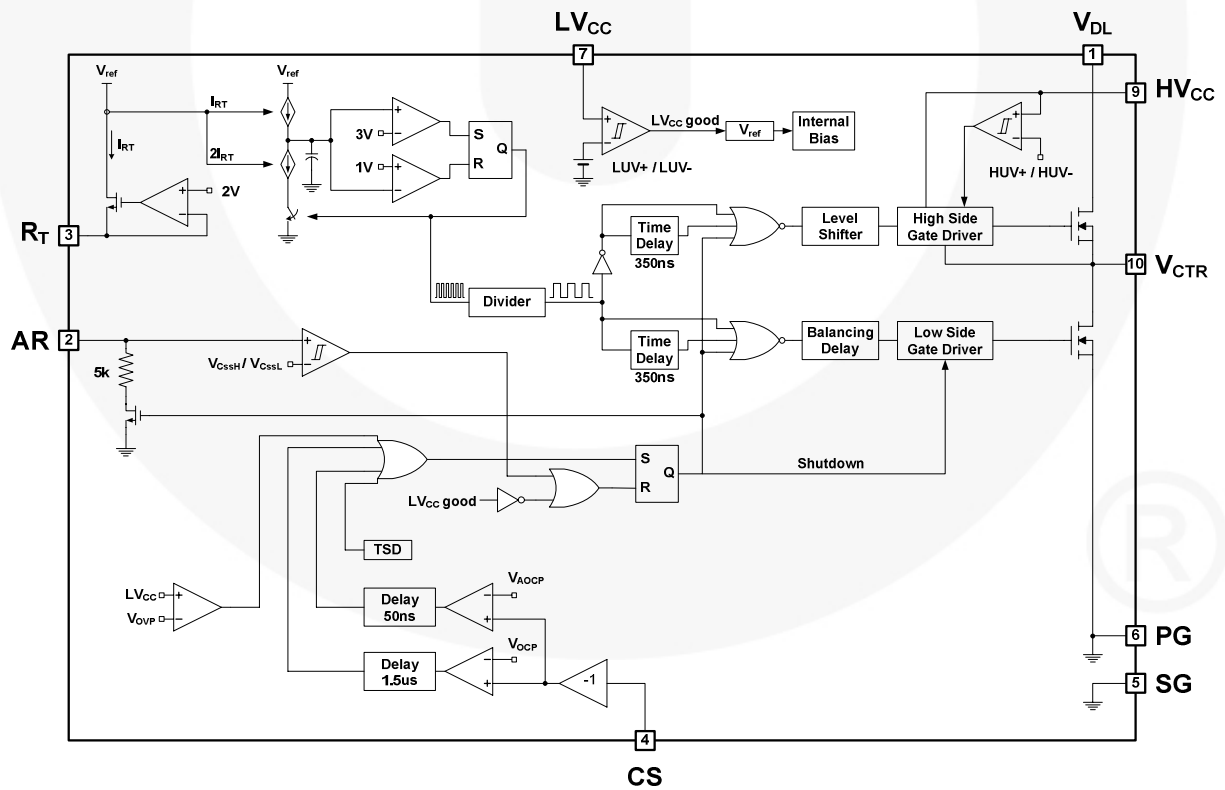 LVCC
7
VDL
1
HVCC
9
Vref
Vref
IRT
IRT
2IRT
+
−
3V
1V
+
−
S
R
Q
+
−
LVCC good
Vref
Internal
Bias
LUV+ / LUV-
+
−
HUV+ / HUV-
+
−
2V
RT
3
Time
Delay
350ns
Level
Shifter
High Side
Gate Driver
10
VCTR
Divider
AR
2
+
−
VCssH / VCssL
5k
Time
Delay
350ns
Balancing
Delay
Low Side
Gate Driver
S
R
Q
Shutdown
LVCC good
TSD
LVCC
VOVP
+
−
Delay
50ns
VAOCP
−
+
Delay
1.5us
VOCP
−
+
-1
6
PG
5
SG
4
CS
®